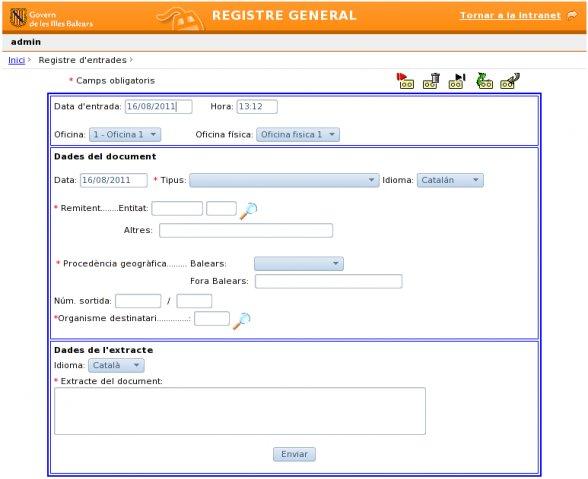 Govern
de les Illes Balears
REGISTRE GENERAL
Tornar a la Intranet
admin
Inici > Registre d'entrades >
* Camps obligatoris
Data d'entrada: 16/08/2011 Hora: 13:12
Oficina: 1 - Oficina 1 Oficina física: Oficina fisica 1
Dades del document
Data: 16/08/2011 * Tipus: Idioma: Catalán
* Remitent.......Entitat:
Altres:
* Procedència geogràfica......... Balears:
Fora Balears:
Núm. sortida: /
*Organisme destinatari.............:
Dades de l'extracte
Idioma: Català
* Extracte del document:
Enviar